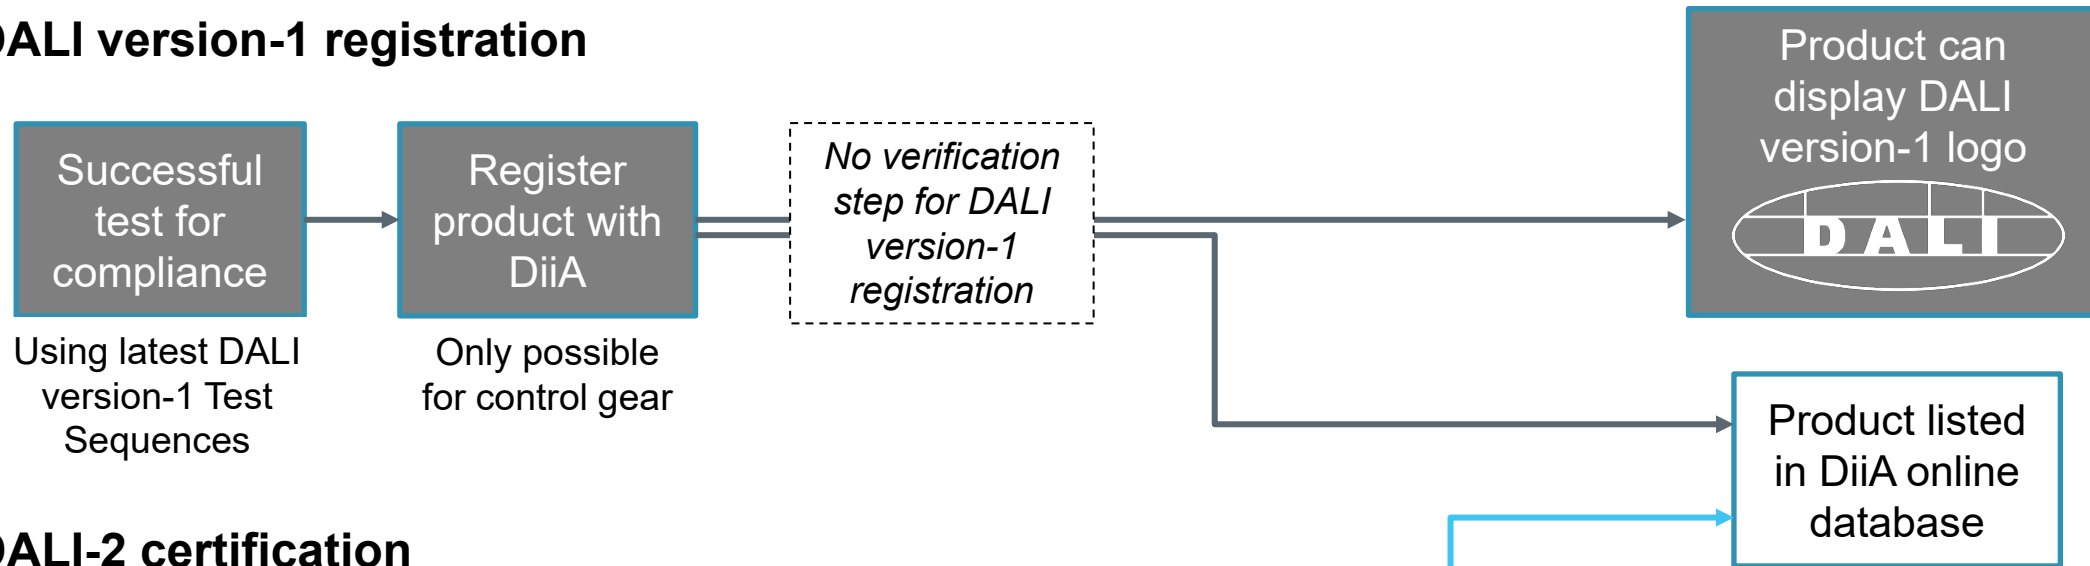 DALI version-1 registration
Successful
test for
compliance
Using latest DALI
version-1 Test
Sequences
Register
product with
DiiA
Only possible
for control gear
No verification
step for DALI
version-1
registration
Product can
display DALI
version-1 logo
DALI
Product listed
in DiiA online
database
DALI-2 certification